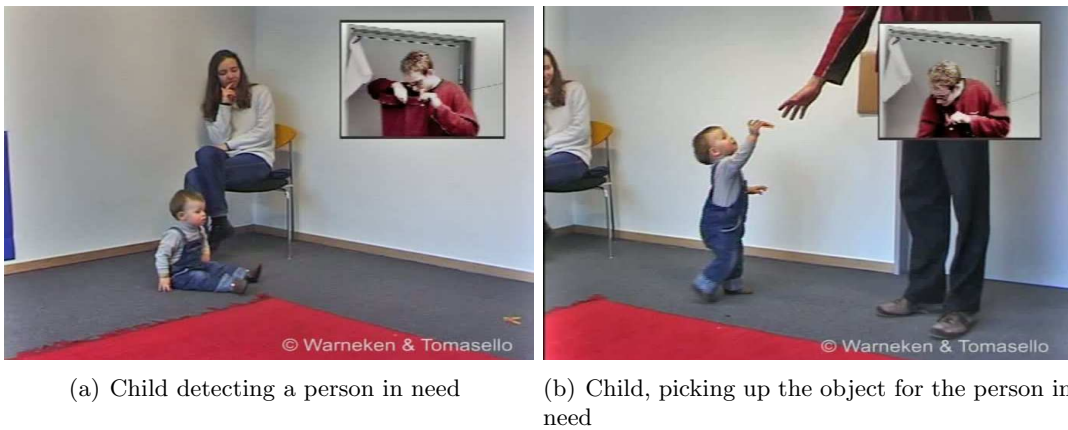 © Warneken & Tomasello
© Warneken & Tomasello
(a) Child detecting a person in need
(b) Child, picking up the object for the person in
need